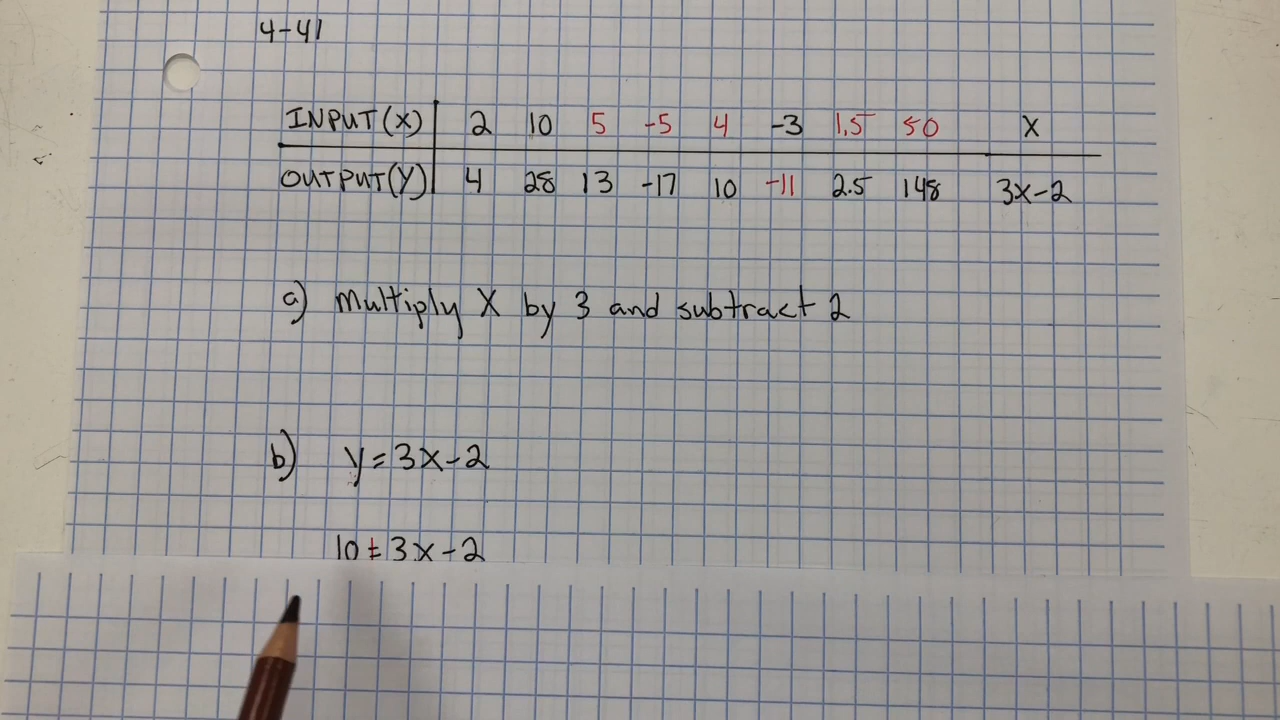 4-41
INPUT(X) 2 10 5 -5 4 -3 1.5 50 X
OUTPUT(Y) 4 28 13 -17 10 -11 2.5 148 3X-2
a) Multiply X by 3 and subtract 2
b) y=3X-2
10=3X-2